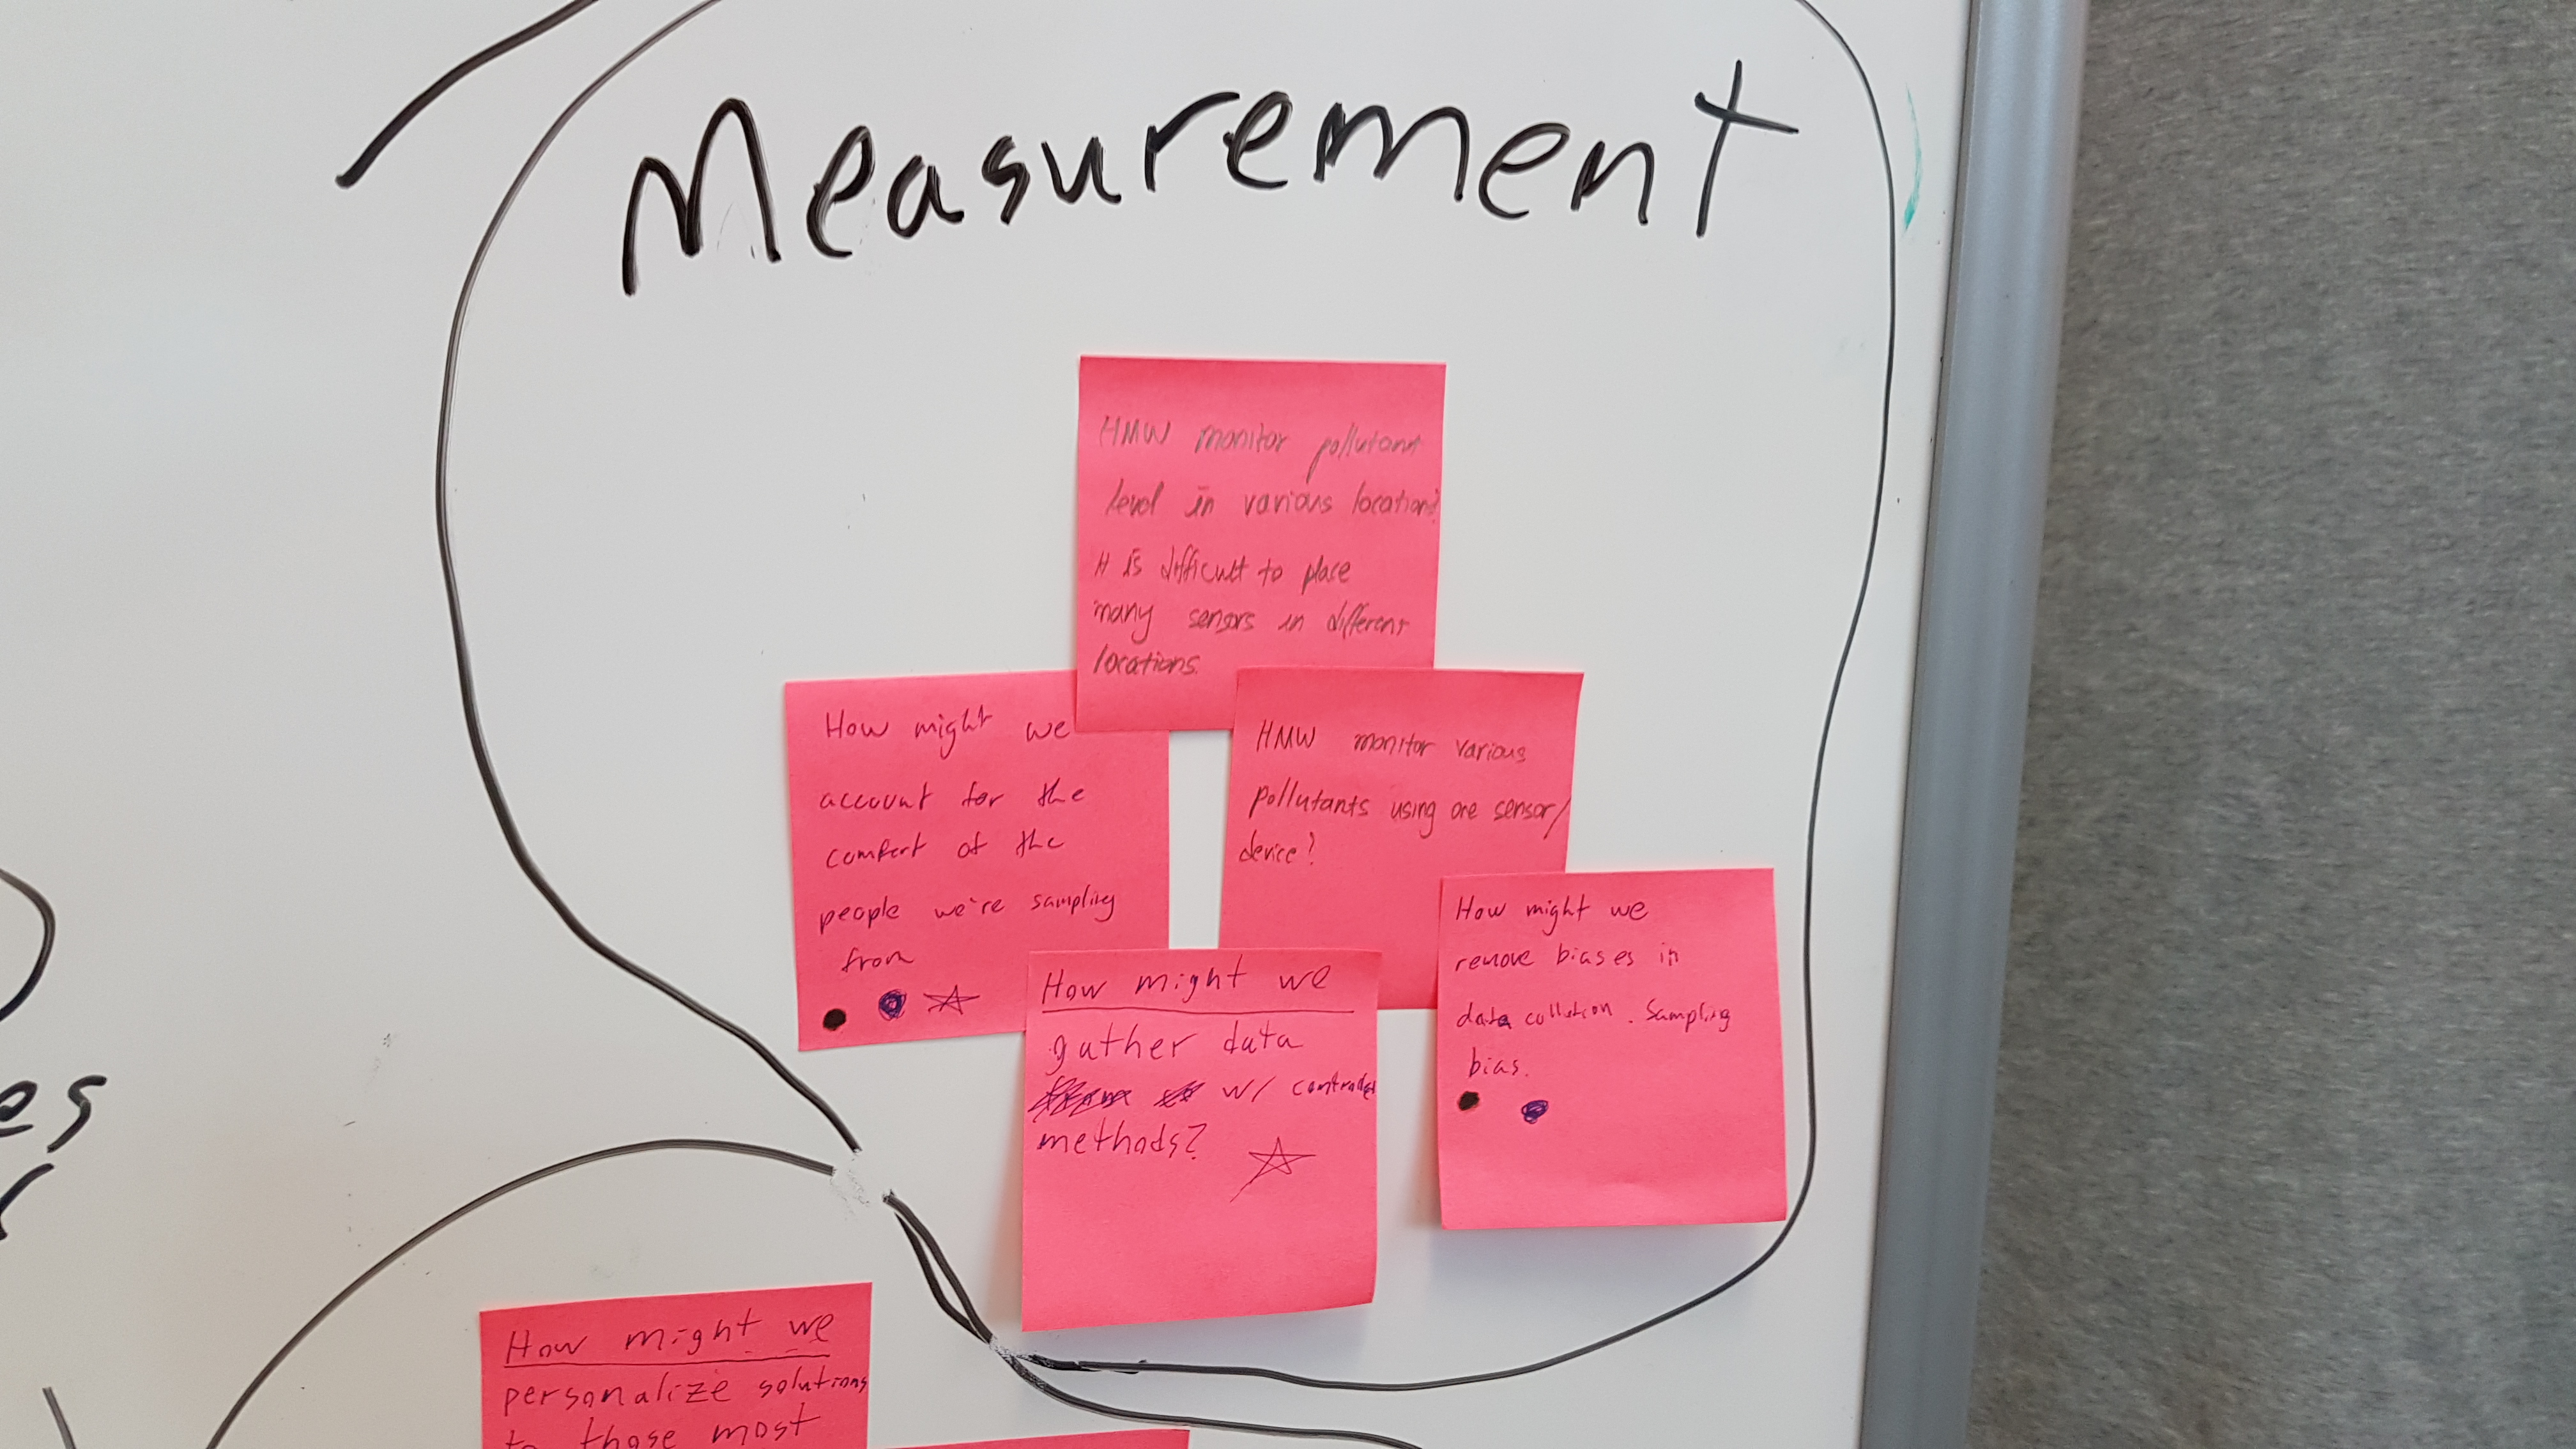 Measurement
HMW monitor pollutant
level in various locations?
It is difficult to place
many sensors in different
locations.
How might we
account for the
comfort of the
people we're sampling
from
HMW monitor various
pollutants using one sensor/
device?
How might we
remove biases in
data collution. Sampling
bias.
How might we
gather data
w/ controlled
methods?
es
How might we
personalize solutions
to those most